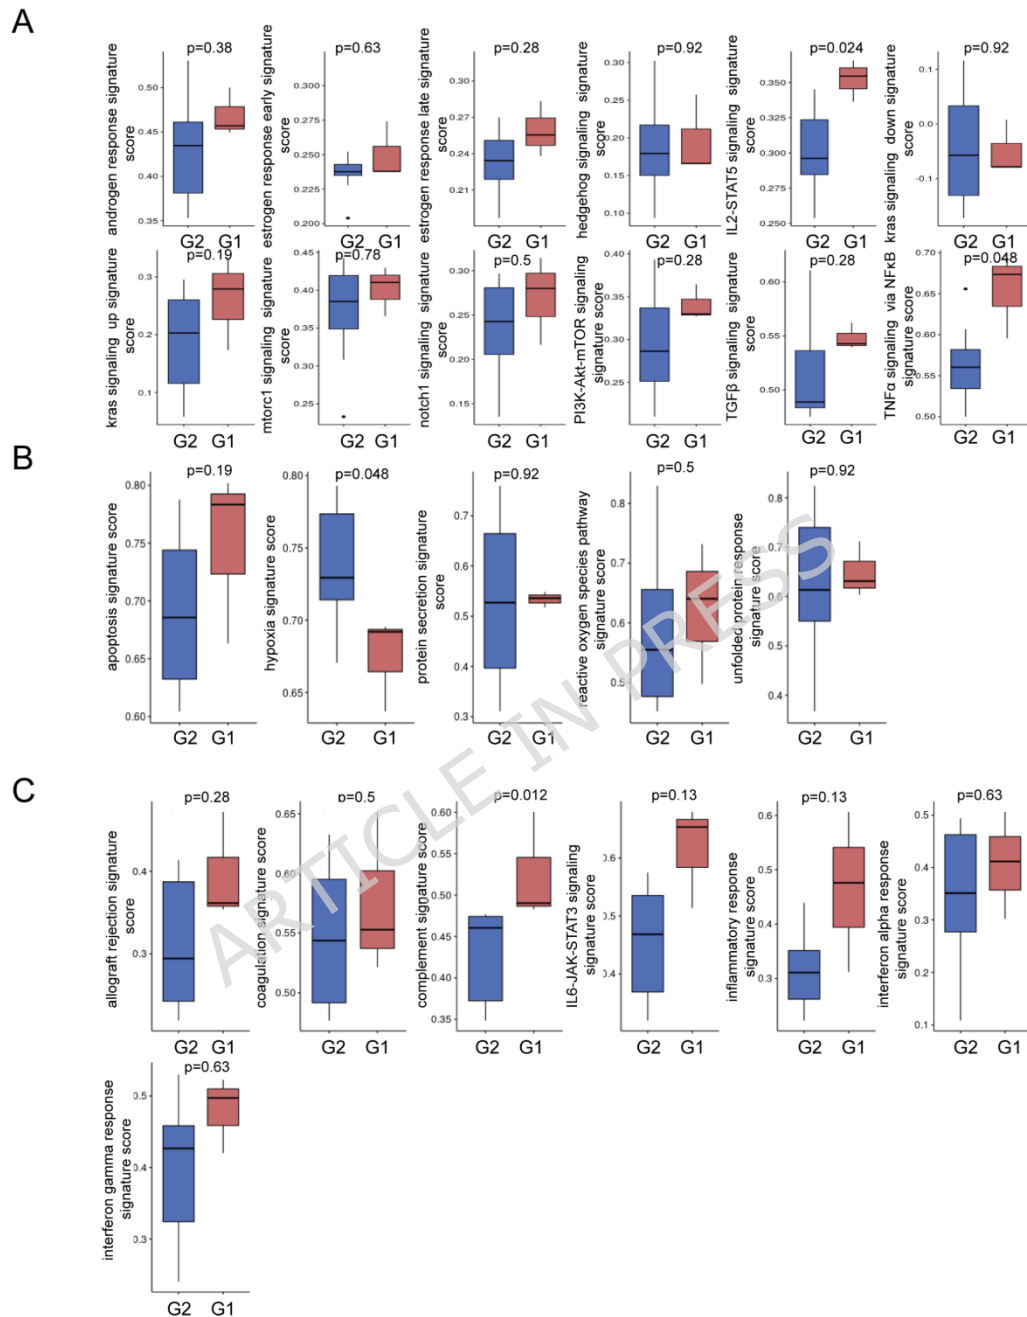 A
p=0.38
androgen response signature
score
0.50
0.45
0.40
0.35
G2 G1
p=0.63
estrogen response early signature
score
0.300
0.275
0.250
0.225
0.200
G2 G1
p=0.28
estrogen response late signature
score
0.30
0.27
0.24
0.21
G2 G1
p=0.92
hedgehog signaling signature
score
0.30
0.25
0.20
0.15
0.10
G2 G1
p=0.024
IL2-STAT5 signaling signature
score
0.350
0.325
0.300
0.275
0.250
G2 G1
p=0.92
kras signaling down signature
score
0.1
0.0
-0.1
G2 G1
p=0.19
kras signaling up signature
score
0.3
0.2
0.1
G2 G1
p=0.78
mtorc1 signaling signature
score
0.45
0.40
0.35
0.30
0.25
G2 G1
p=0.5
notch1 signaling signature
score
0.30
0.25
0.20
0.15
G2 G1
p=0.28
PI3K-Akt-mTOR signaling
signature score
0.40
0.35
0.30
0.25
G2 G1
p=0.28
TGFβ signaling signature
score
0.60
0.55
0.50
G2 G1
p=0.048
TNFα signaling via NFκB
signature score
0.70
0.65
0.60
0.55
0.50
G2 G1
B
p=0.19
apoptosis signature score
0.80
0.75
0.70
0.65
0.60
G2 G1
p=0.048
hypoxia signature score
0.80
0.75
0.70
0.65
G2 G1
p=0.92
protein secretion signature
score
0.7
0.6
0.5
0.4
0.3
G2 G1
p=0.5
reactive oxygen species pathway
signature score
0.8
0.7
0.6
0.5
G2 G1
p=0.92
unfolded protein response
signature score
0.8
0.7
0.6
0.5
0.4
G2 G1
C
p=0.28
allograft rejection signature
score
0.4
0.3
G2 G1
p=0.5
coagulation signature score
0.65
0.60
0.55
0.50
G2 G1
p=0.012
complement signature score
0.60
0.55
0.50
0.45
0.40
0.35
G2 G1
p=0.13
IL6-JAK-STAT3 signaling
signature score
0.6
0.5
0.4
G2 G1
p=0.13
inflammatory response
signature score
0.6
0.5
0.4
0.3
G2 G1
p=0.63
interferon alpha response
signature score
0.5
0.4
0.3
0.2
0.1
G2 G1
p=0.63
interferon gamma response
signature score
0.5
0.4
0.3
G2 G1
ARTICLE IN PRESS